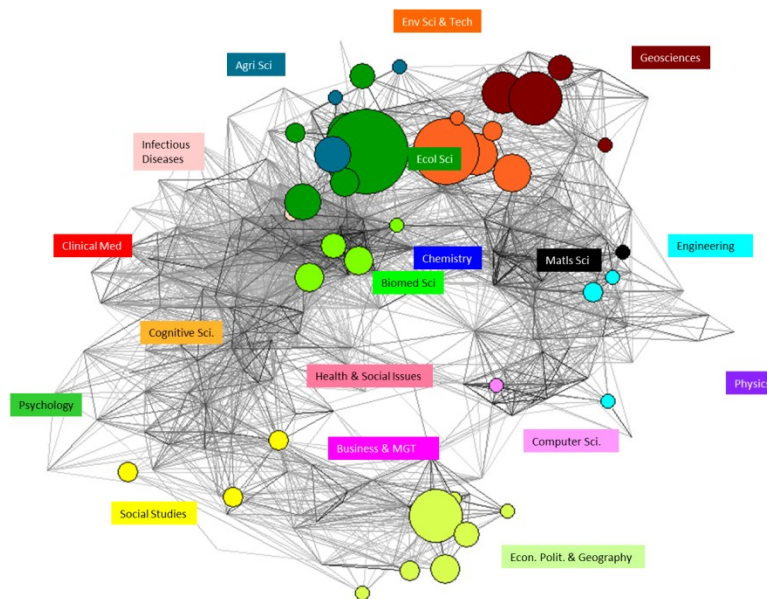 Env Sci & Tech
Geosciences
Agri Sci
Infectious
Diseases
Ecol Sci
Clinical Med
Engineering
Chemistry
Matls Sci
Biomed Sci
Cognitive Sci.
Health & Social Issues
Physics
Psychology
Business & MGT
Computer Sci.
Social Studies
Econ. Polit. & Geography